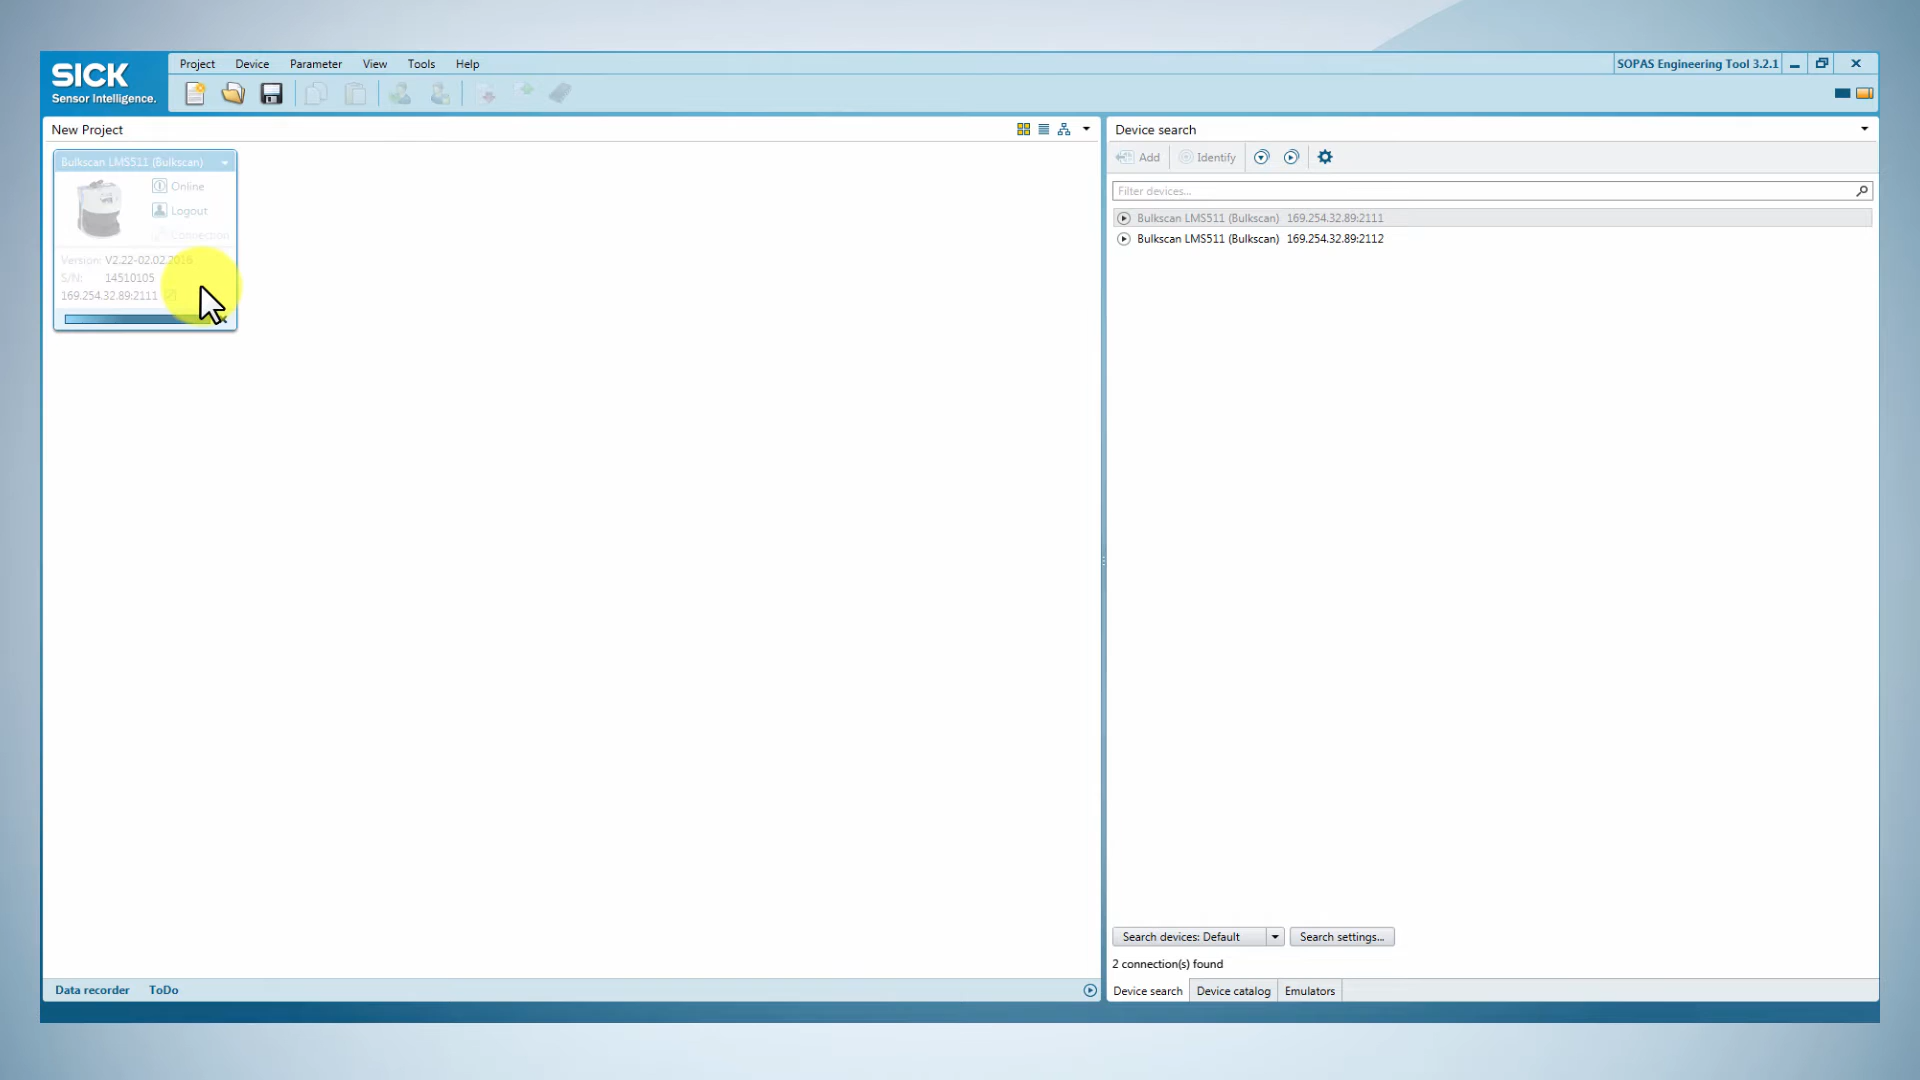 SICK
Sensor Intelligence.
Project Device Parameter View Tools Help
SOPAS Engineering Tool 3.2.1
New Project
Bulkscan LMS511 (Bulkscan)
Online
Logout
Connection
Version: V2.22-02.02.2016
S/N: 14510105
169.254.32.89:2111
Device search
Add Identify
Filter devices...
Bulkscan LMS511 (Bulkscan) 169.254.32.89:2111
Bulkscan LMS511 (Bulkscan) 169.254.32.89:2112
Search devices: Default Search settings...
2 connection(s) found
Data recorder ToDo
Device search Device catalog Emulators